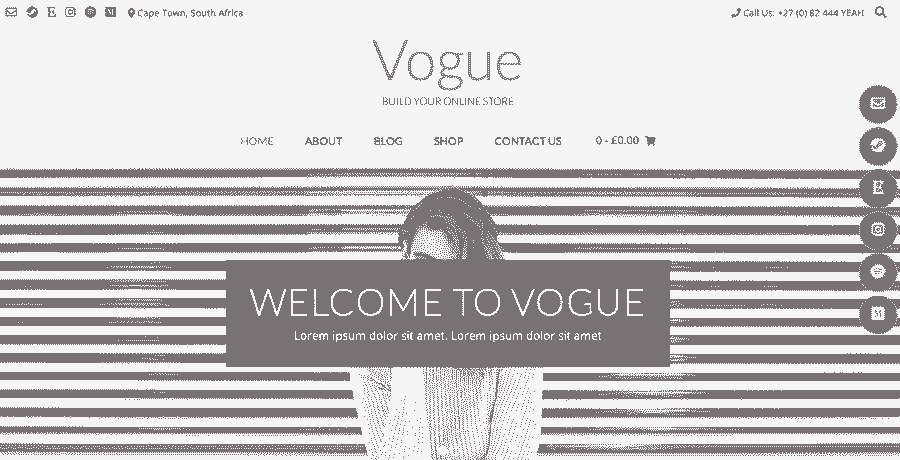 Cape Town, South Africa
Call Us: +27 (0) 82 444 YEAH
Vogue
BUILD YOUR ONLINE STORE
HOME ABOUT BLOG SHOP CONTACT US 0 - £0.00
WELCOME TO VOGUE
Lorem ipsum dolor sit amet. Lorem ipsum dolor sit amet